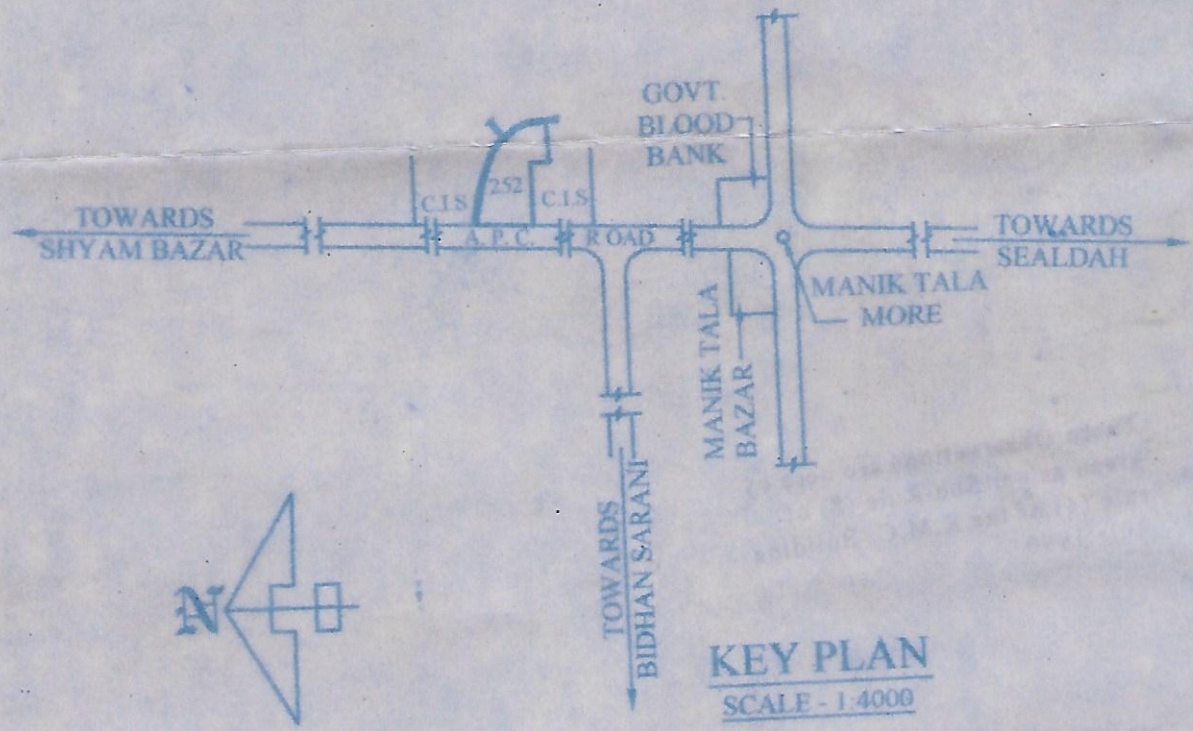 GOVT.
BLOOD
BANK
C.I.S
252
C.I.S
TOWARDS
SHYAM BAZAR
A. P. C.
ROAD
TOWARDS
SEALDAH
MANIK TALA
MORE
MANIK TALA
BAZAR
TOWARDS
BIDHAN SARANI
N
KEY PLAN
SCALE - 1:4000